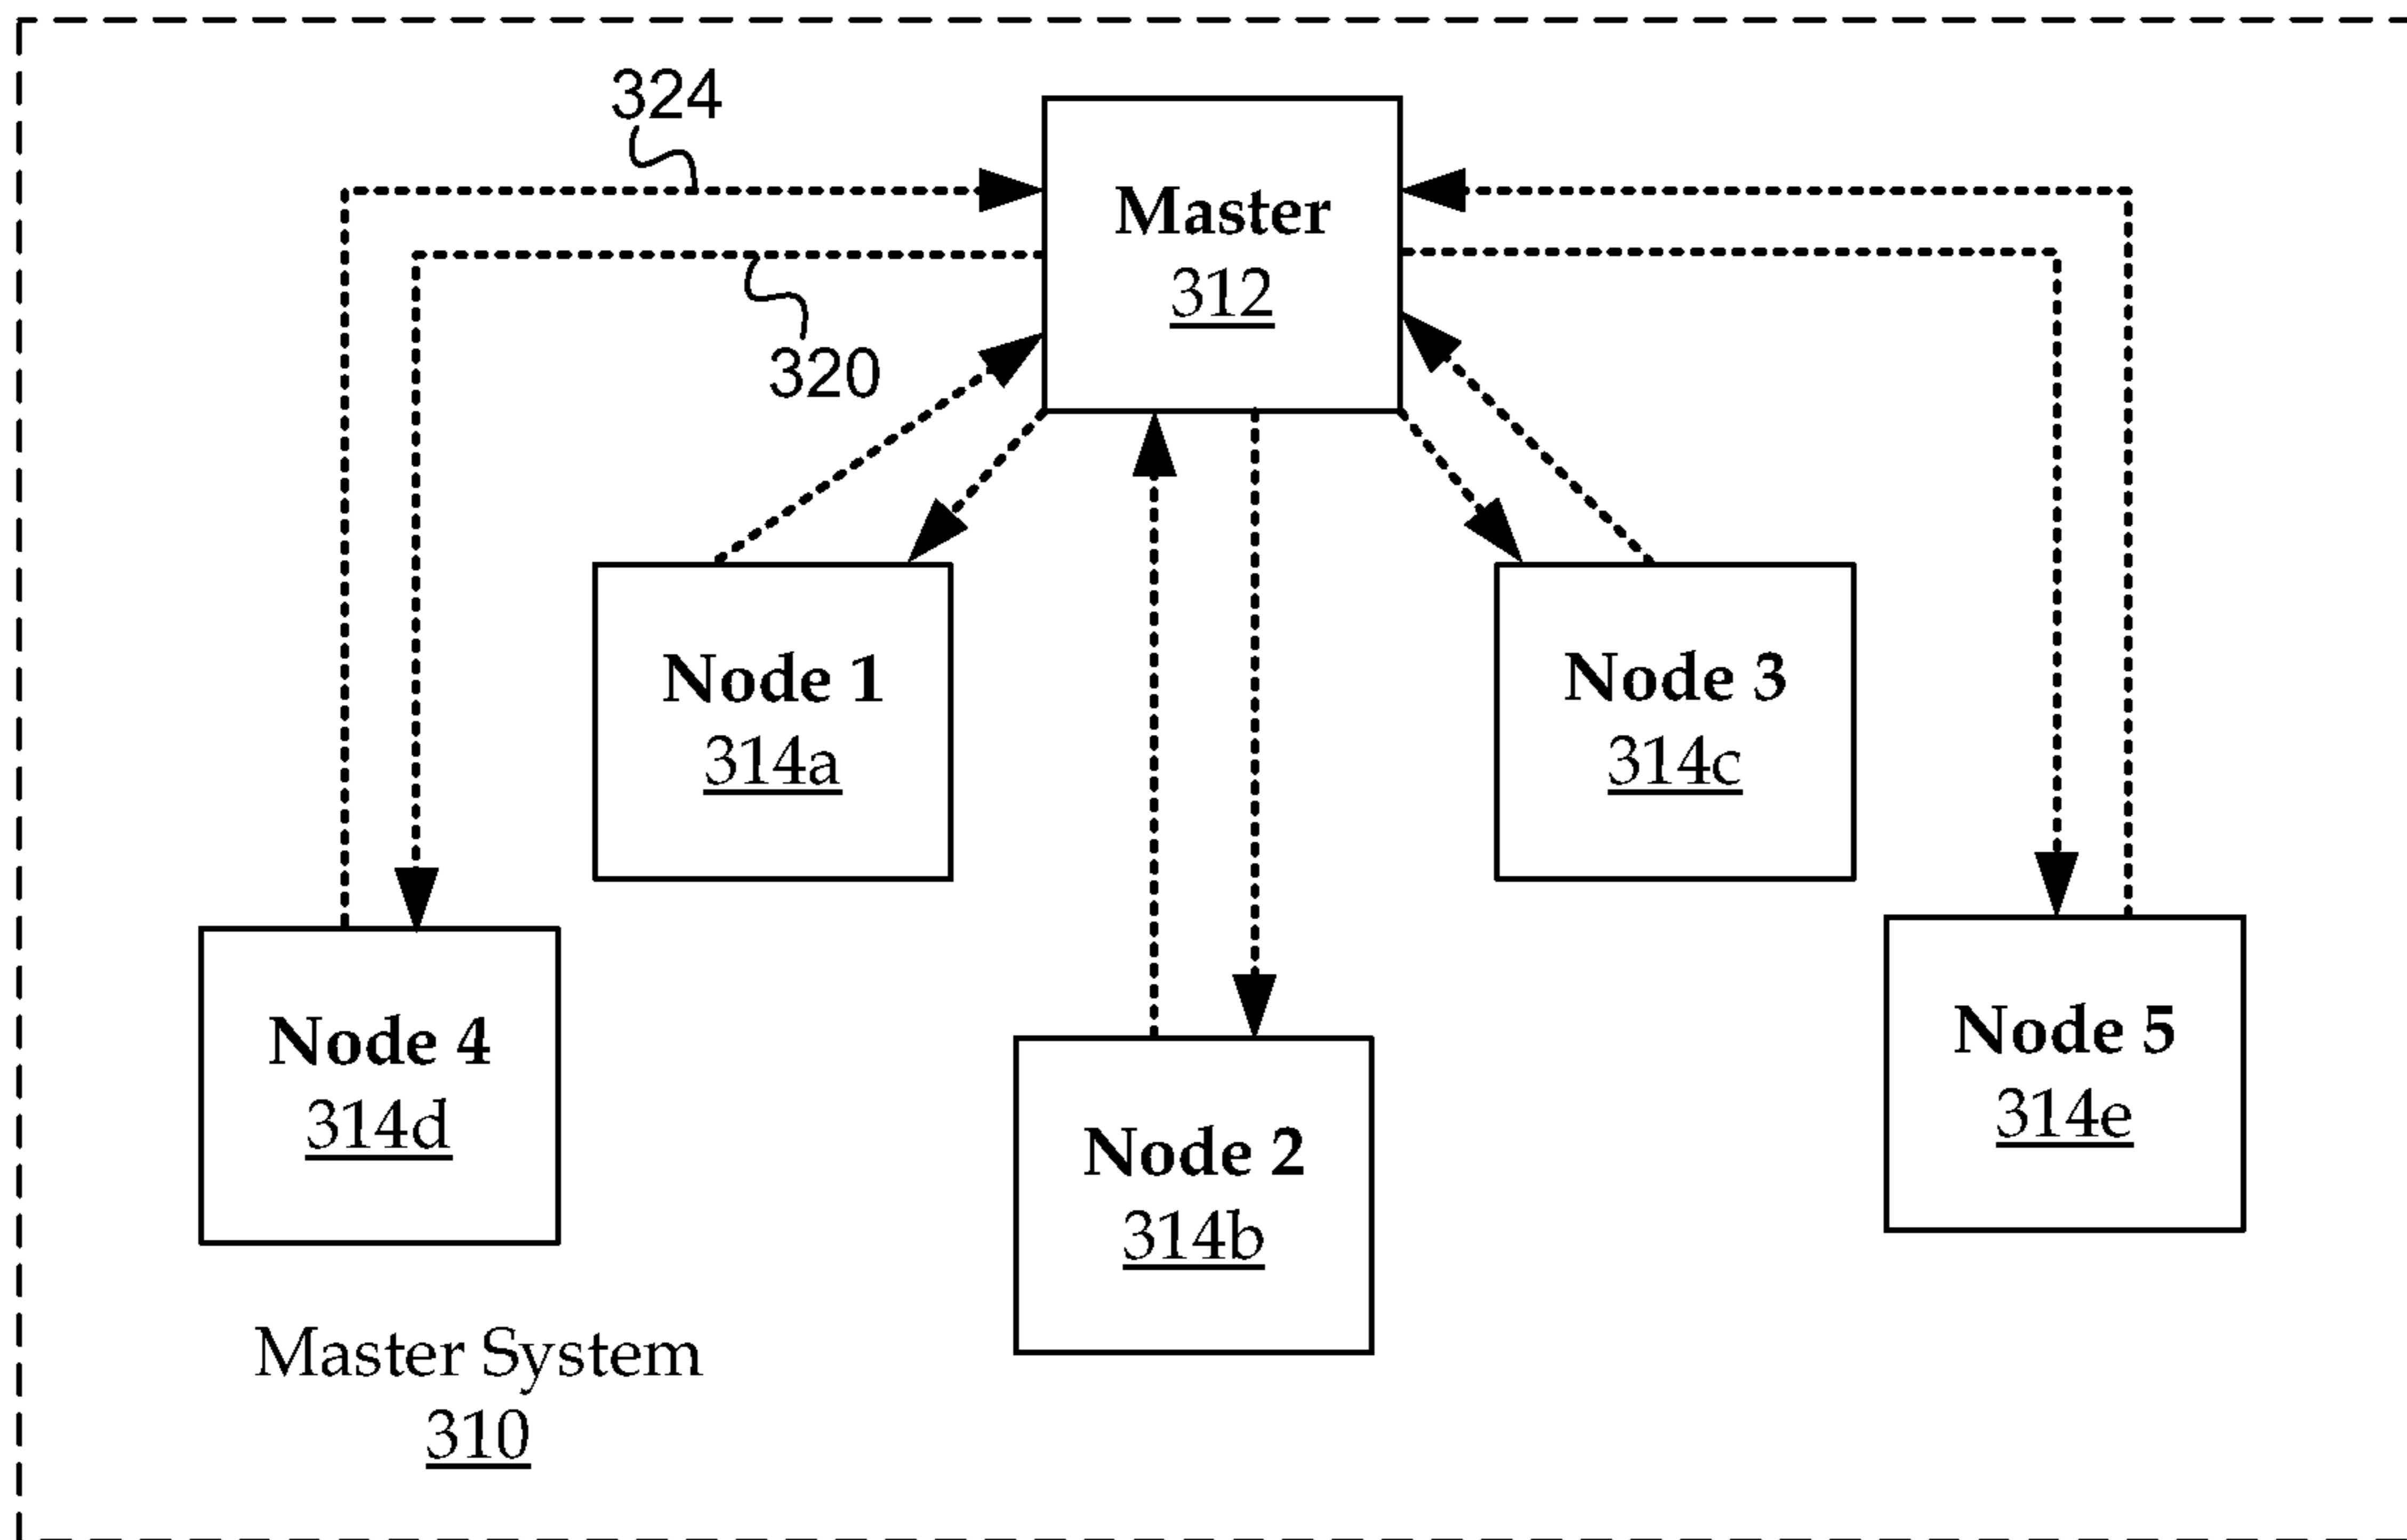 324
Master
312
320
Node 1
314a
Node 3
314c
Node 4
314d
Node 5
314e
Node 2
314b
Master System
310